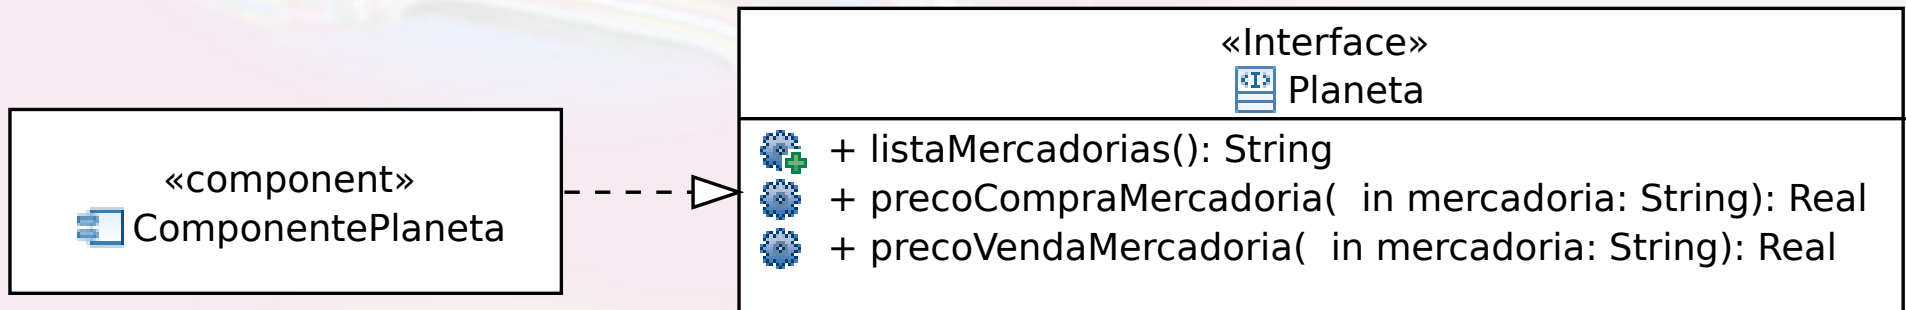 «component»
ComponentePlaneta
«Interface»
Planeta
+ listaMercadorias(): String
+ precoCompraMercadoria(  in mercadoria: String): Real
+ precoVendaMercadoria(  in mercadoria: String): Real